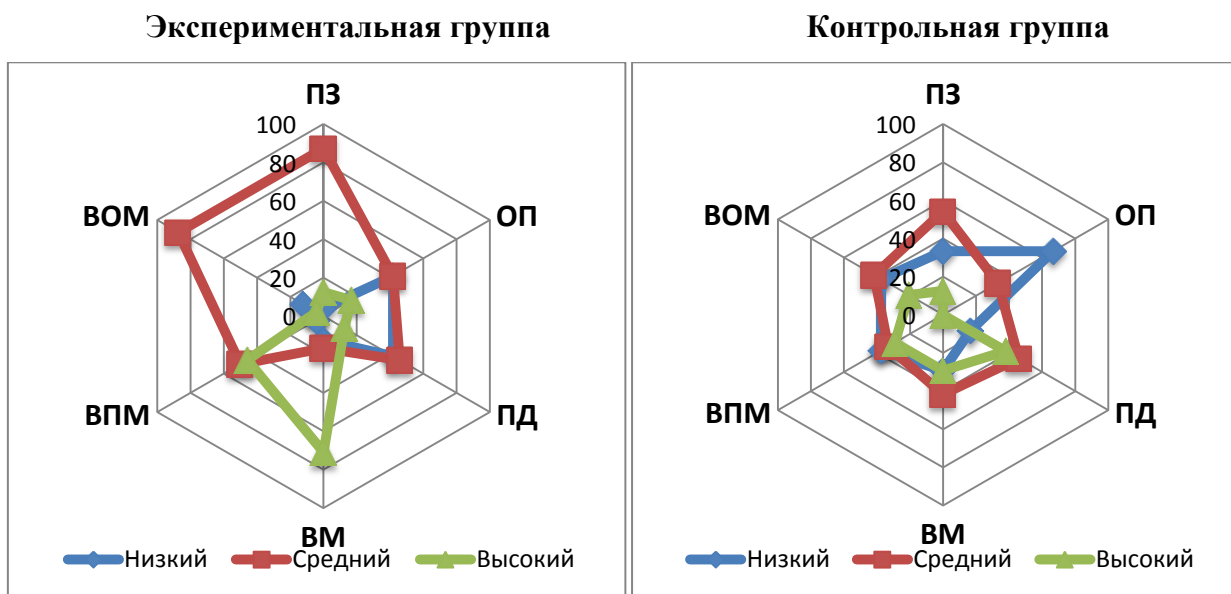 Экспериментальная группа
ПЗ
100
80
60
40
20
0
ОП
ПД
ВМ
ВПМ
ВОМ
Низкий Средний Высокий
Контрольная группа
ПЗ
100
80
60
40
20
0
ОП
ПД
ВМ
ВПМ
ВОМ
Низкий Средний Высокий